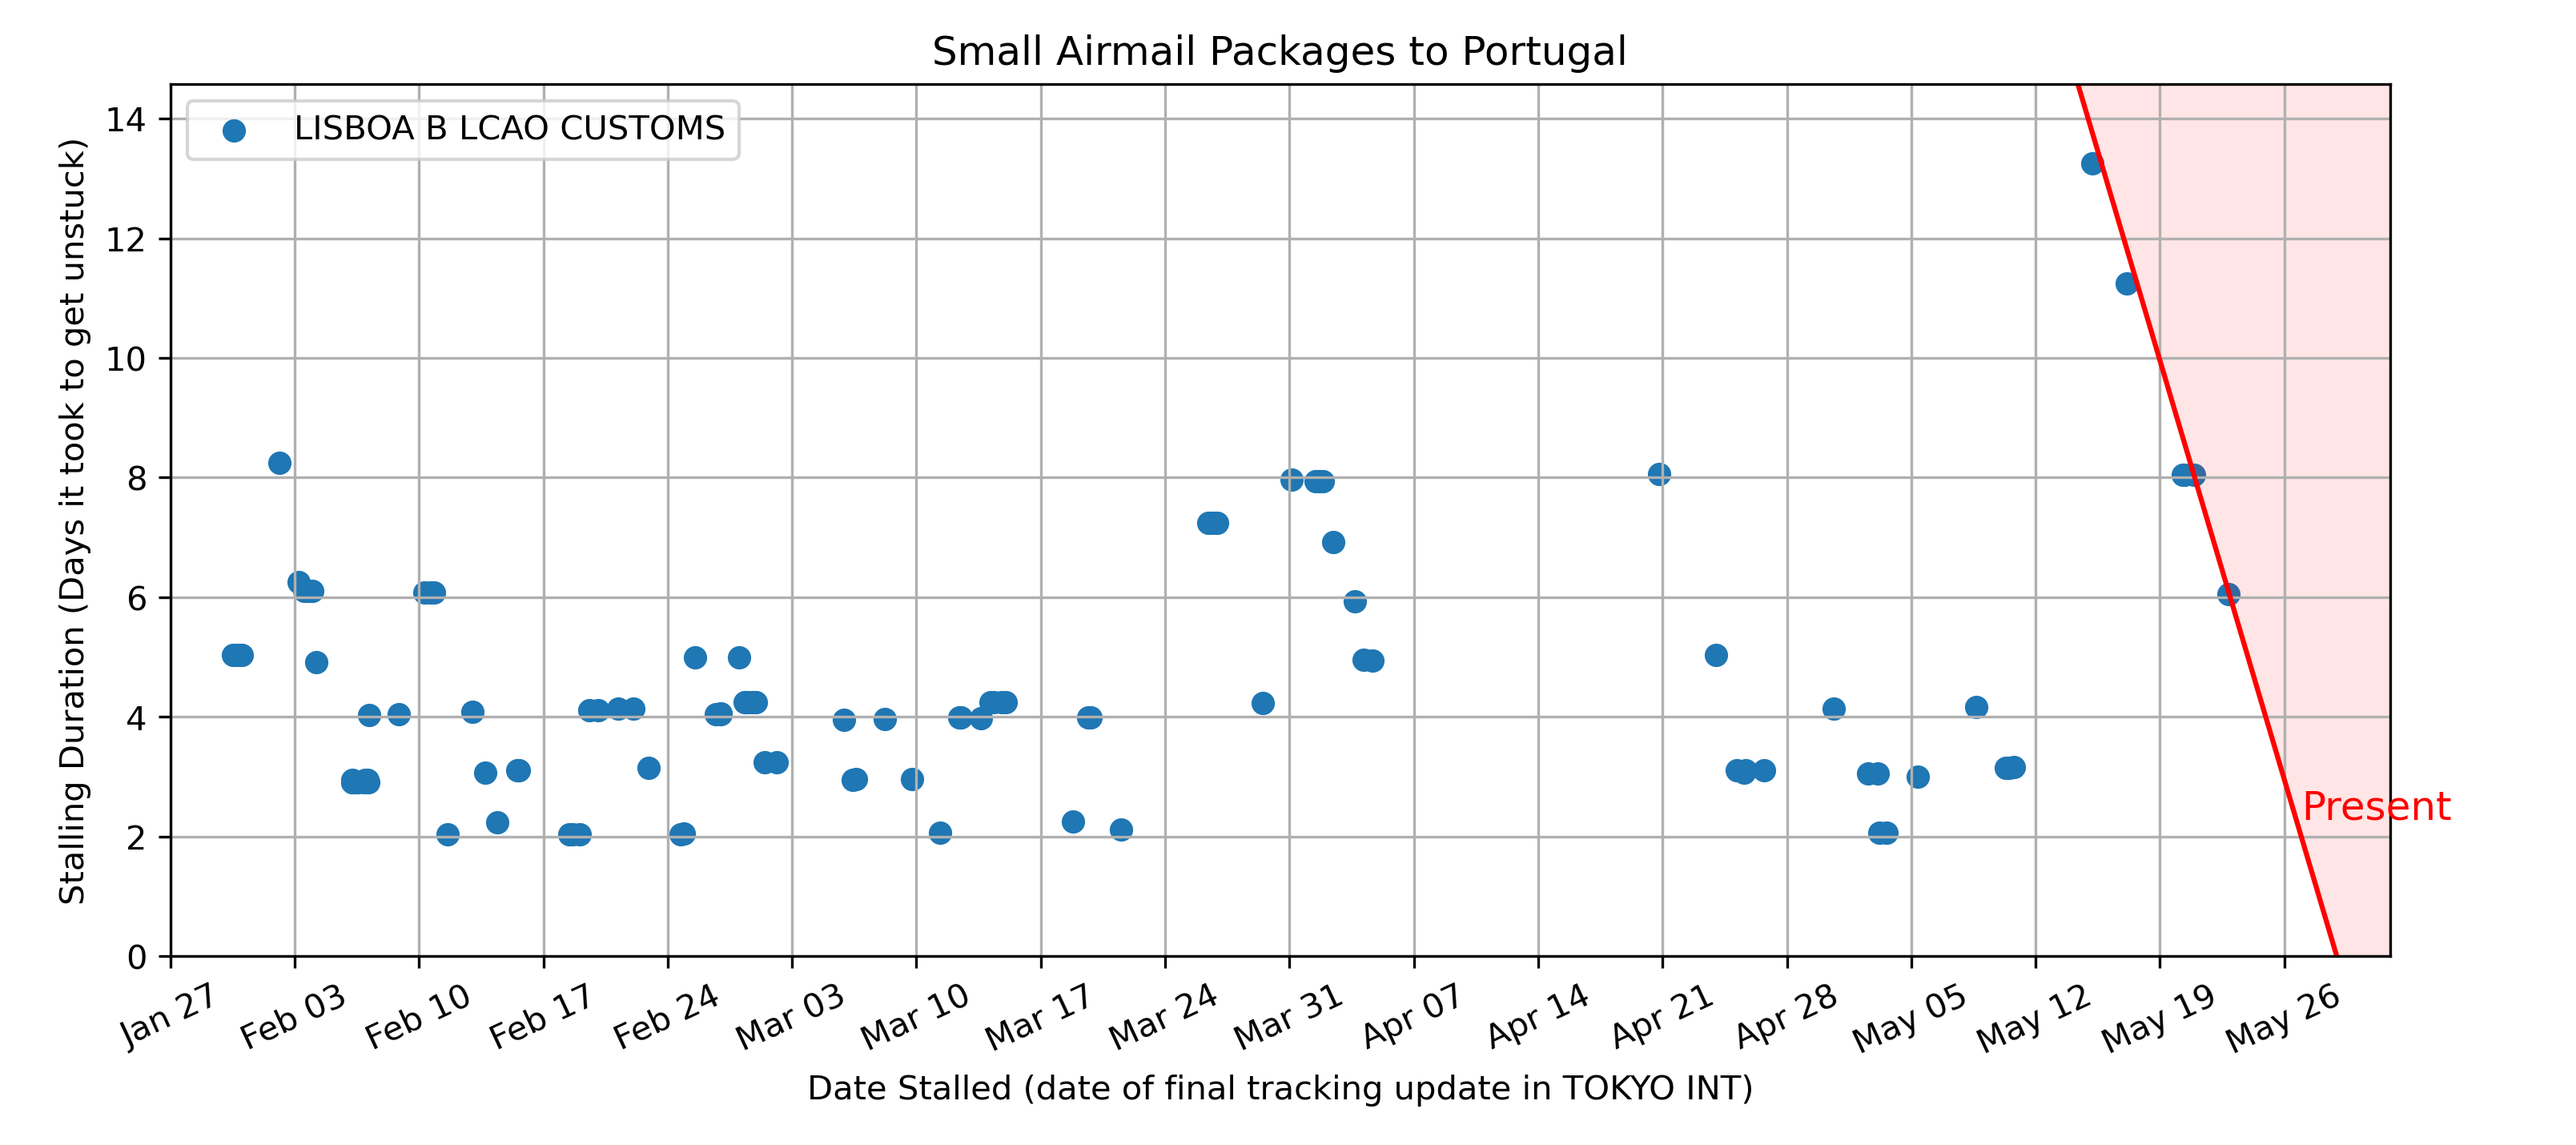 Small Airmail Packages to Portugal
LISBOA B LCAO CUSTOMS
Stalling Duration (Days it took to get unstuck)
14
12
10
8
6
4
2
0
Present
Jan 27
Feb 03
Feb 10
Feb 17
Feb 24
Mar 03
Mar 10
Mar 17
Mar 24
Mar 31
Apr 07
Apr 14
Apr 21
Apr 28
May 05
May 12
May 19
May 26
Date Stalled (date of final tracking update in TOKYO INT)